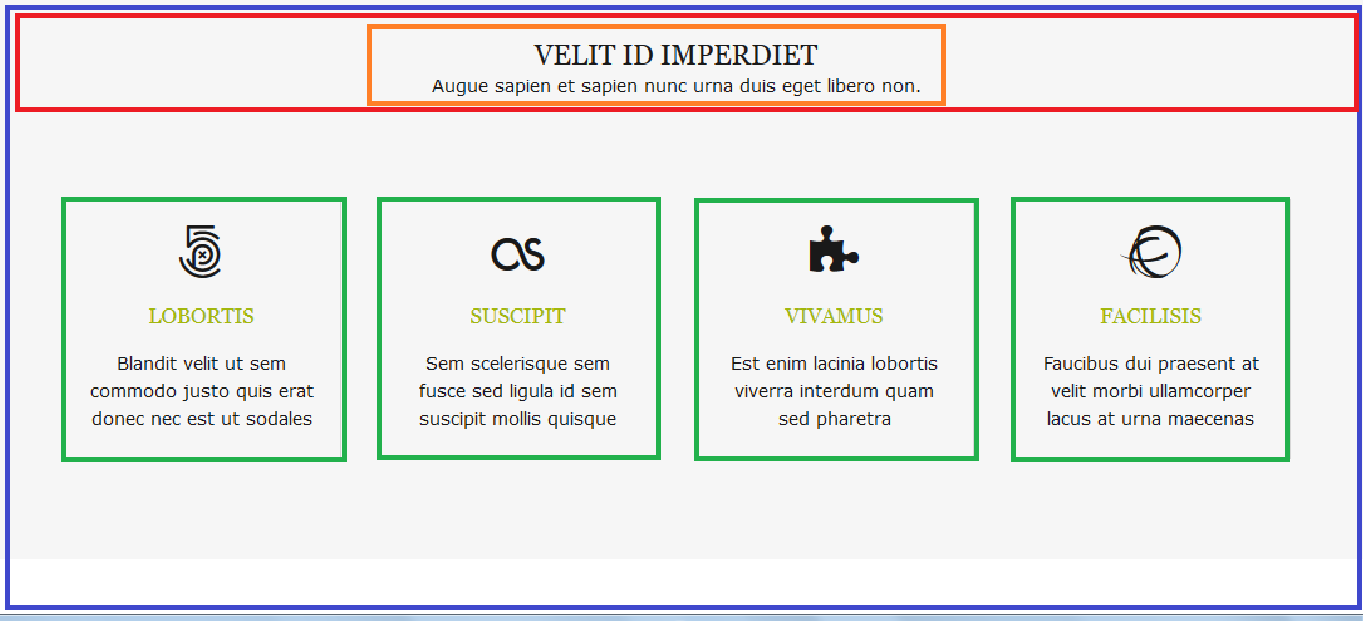 VELIT ID IMPERDIET
Augue sapien et sapien nunc urna duis eget libero non.
LOBORTIS
Blandit velit ut sem
commodo justo quis erat
donec nec est ut sodales
SUSCIPIT
Sem scelerisque sem
fusce sed ligula id sem
suscipit mollis quisque
VIVAMUS
Est enim lacinia lobortis
viverra interdum quam
sed pharetra
FACILISIS
Faucibus dui praesent at
velit morbi ullamcorper
lacus at urna maecenas